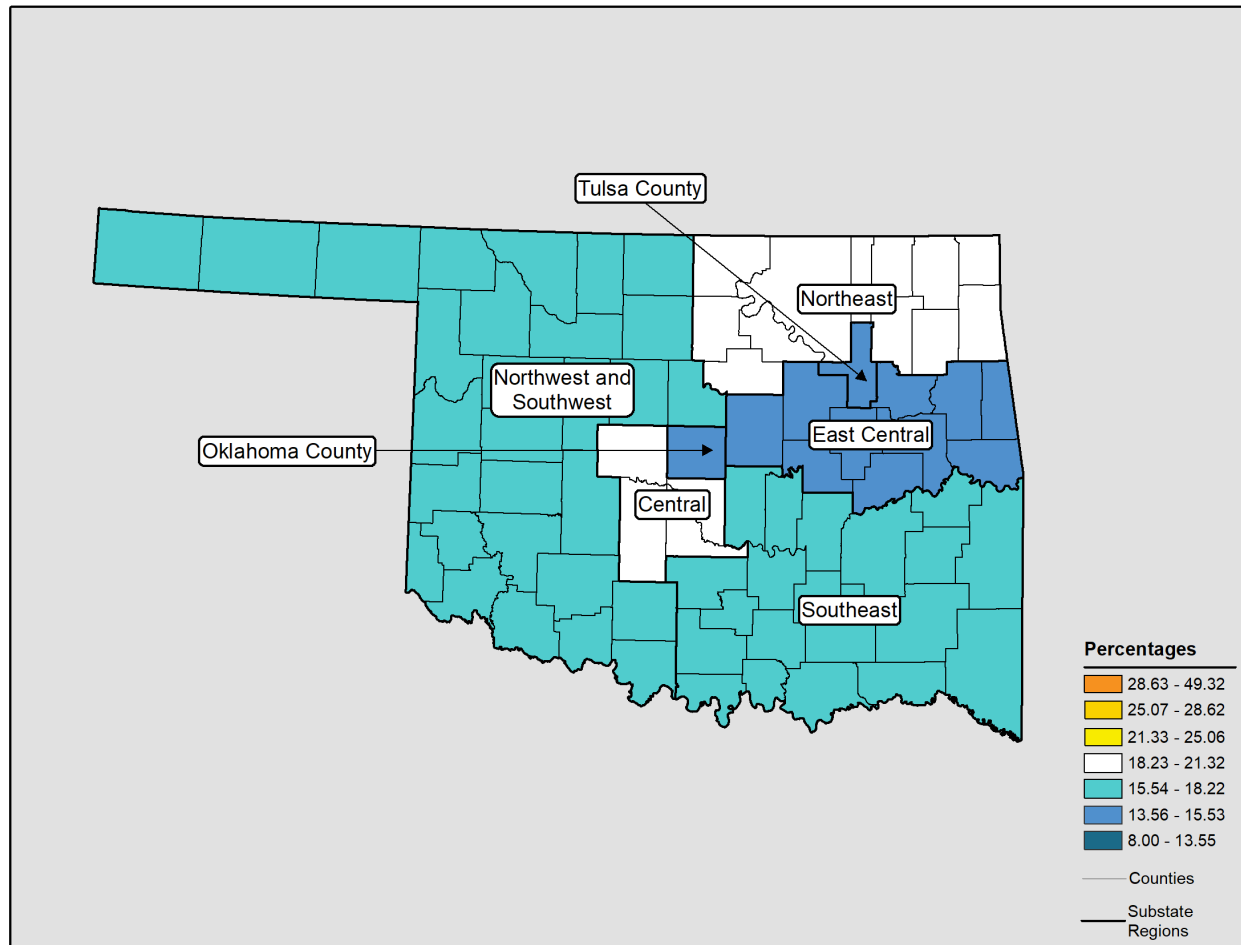 Tulsa County
Northeast
Northwest and
Southwest
East Central
Oklahoma County
Central
Southeast
Percentages
28.63 - 49.32
25.07 - 28.62
21.33 - 25.06
18.23 - 21.32
15.54 - 18.22
13.56 - 15.53
8.00 - 13.55
Counties
Substate
Regions